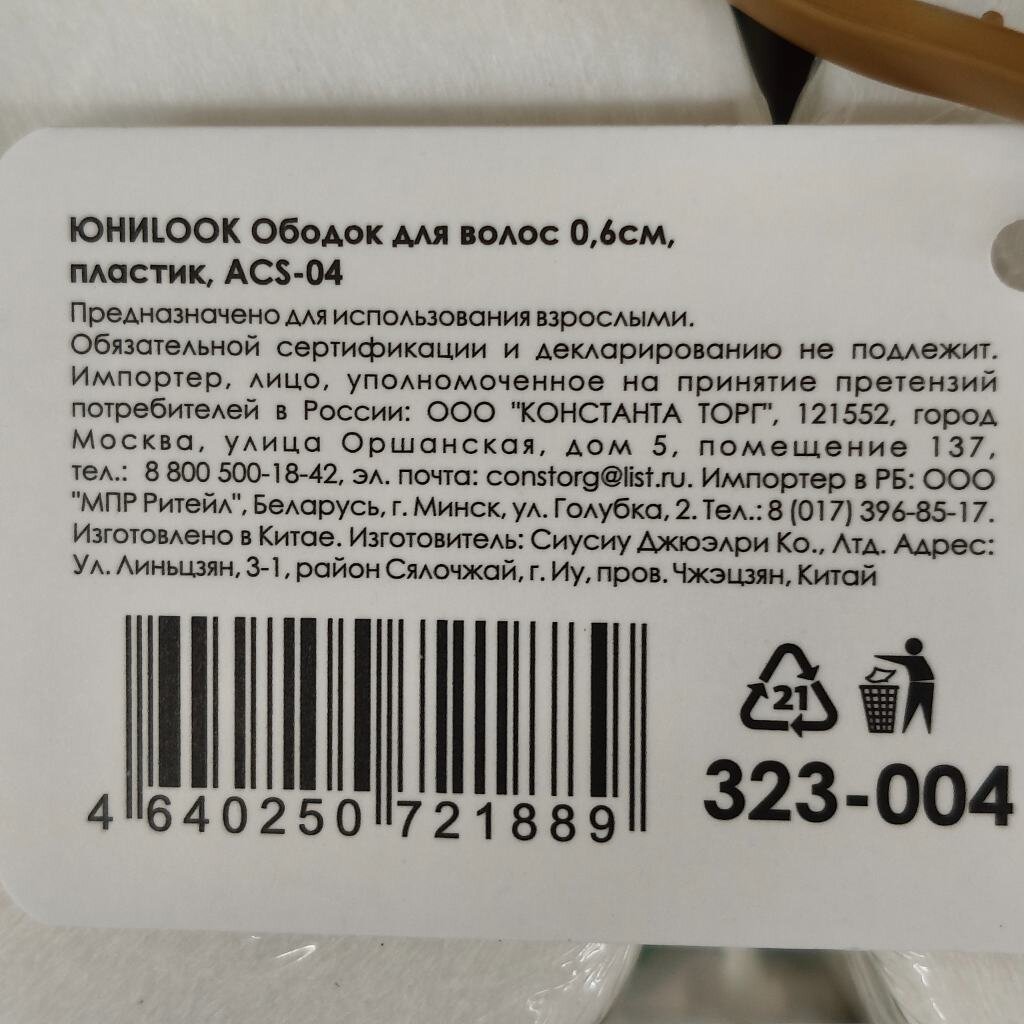 ЮНИLOOK Ободок для волос 0,6см,
пластик, ACS-04
Предназначено для использования взрослыми.
Обязательной сертификации и декларированию не подлежит.
Импортер, лицо, уполномоченное на принятие претензий
потребителей в России: ООО "КОНСТАНТА ТОРГ", 121552, город
Москва, улица Оршанская, дом 5, помещение 137,
тел.: 8 800 500-18-42, эл. почта: constorg@list.ru. Импортер в РБ: ООО
"МПР Ритейл", Беларусь, г. Минск, ул. Голубка, 2. Тел.: 8 (017) 396-85-17.
Изготовлено в Китае. Изготовитель: Сиусиу Джюэлри Ко., Лтд. Адрес:
Ул. Линьцзян, 3-1, район Сялочжай, г. Иу, пров. Чжэцзян, Китай
21
323-004
4 640250 721889